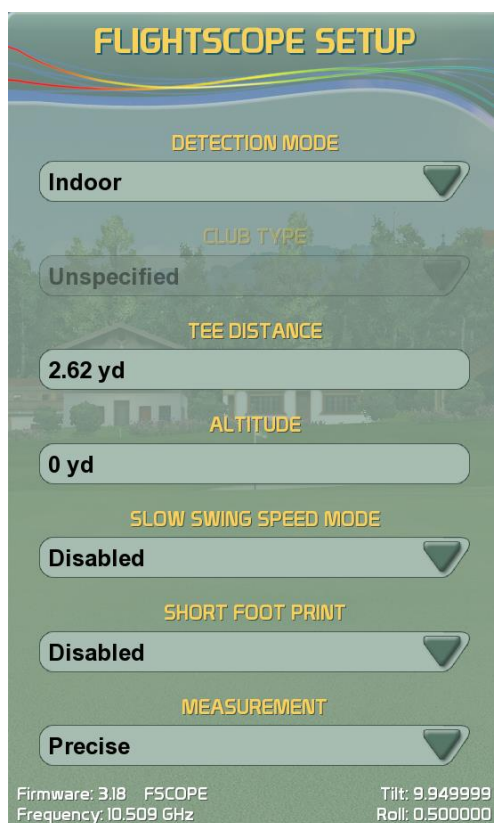 FLIGHTSCOPE SETUP
DETECTION MODE
Indoor
CLUB TYPE
Unspecified
TEE DISTANCE
2.62 yd
ALTITUDE
0 yd
SLOW SWING SPEED MODE
Disabled
SHORT FOOT PRINT
Disabled
MEASUREMENT
Precise
Firmware: 3.18 FSCOPE Tilt: 9.949999
Frequency: 10.509 GHz Roll: 0.500000